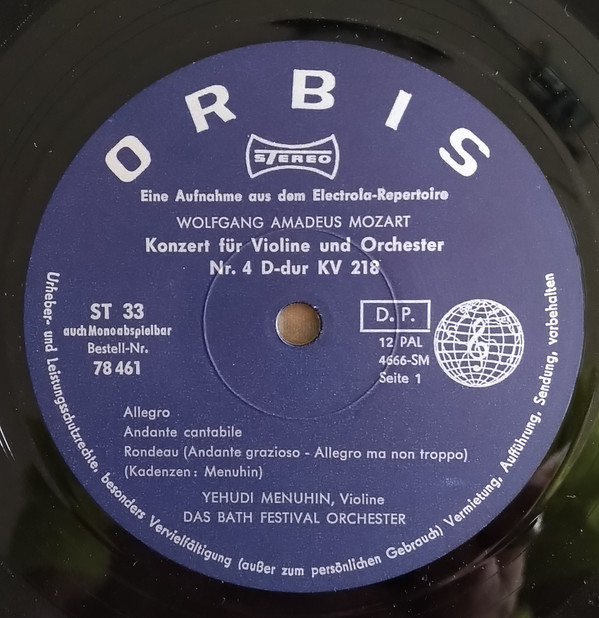 ORBIS
STEREO
Eine Aufnahme aus dem Electrola-Repertoire
WOLFGANG AMADEUS MOZART
Konzert für Violine und Orchester
Nr. 4 D-dur KV 218
ST 33
auch Mono abspielbar
Bestell-Nr.
78 461
D. P.
12 PAL
4666-SM
Seite 1
Allegro
Andante cantabile
Rondeau (Andante grazioso - Allegro ma non troppo)
(Kadenzen: Menuhin)
YEHUDI MENUHIN, Violine
DAS BATH FESTIVAL ORCHESTER
Urheber- und Leistungsschutzrechte, besonders Vervielfältigung (außer zum persönlichen Gebrauch) Vermietung, Aufführung, Sendung, vorbehalten